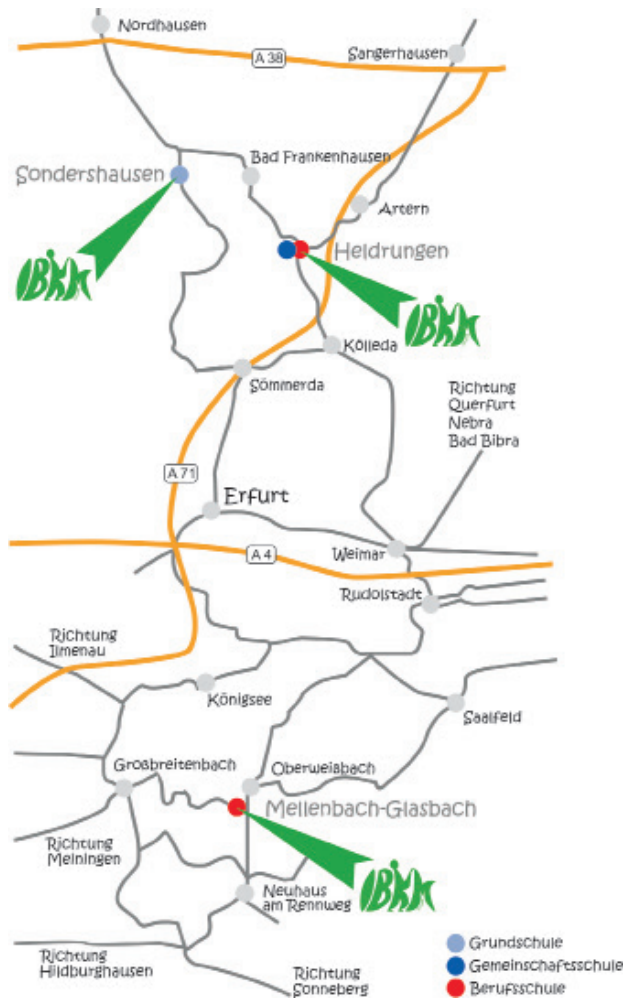 Nordhausen
Sangerhausen
A 38
Bad Frankenhausen
Sondershausen
Artern
Heldrungen
IBKM
IBKM
Kölleda
Sömmerda
Richtung
Querfurt
Nebra
Bad Bibra
A 71
Erfurt
A 4
Weimar
Rudolstadt
Richtung
Ilmenau
Königsee
Saalfeld
Großbreitenbach
Oberweißbach
Mellenbach-Glasbach
Richtung
Meiningen
IBKM
Neuhaus
am Rennweg
Richtung
Hildburghausen
Richtung
Sonneberg
Grundschule
Gemeinschaftsschule
Berufsschule